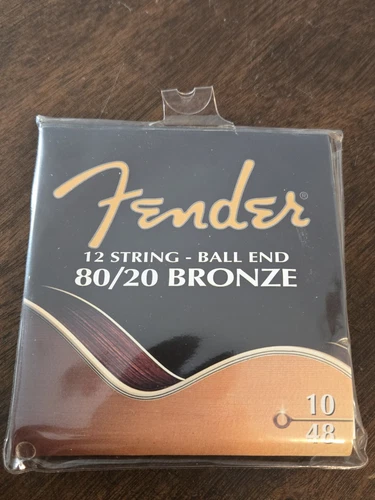 Fender®
12 STRING - BALL END
80/20 BRONZE
10
48